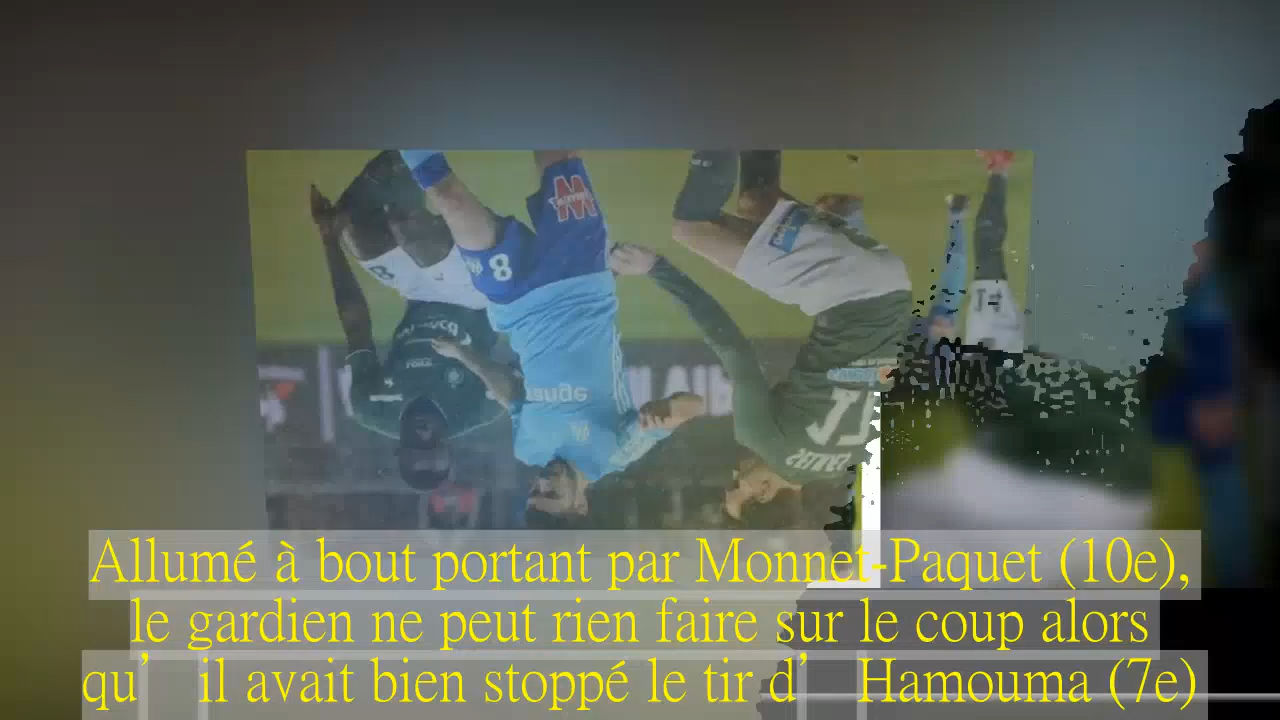 Allumé à bout portant par Monnet-Paquet (10e),
le gardien ne peut rien faire sur le coup alors
qu’il avait bien stoppé le tir d’Hamouma (7e)
8